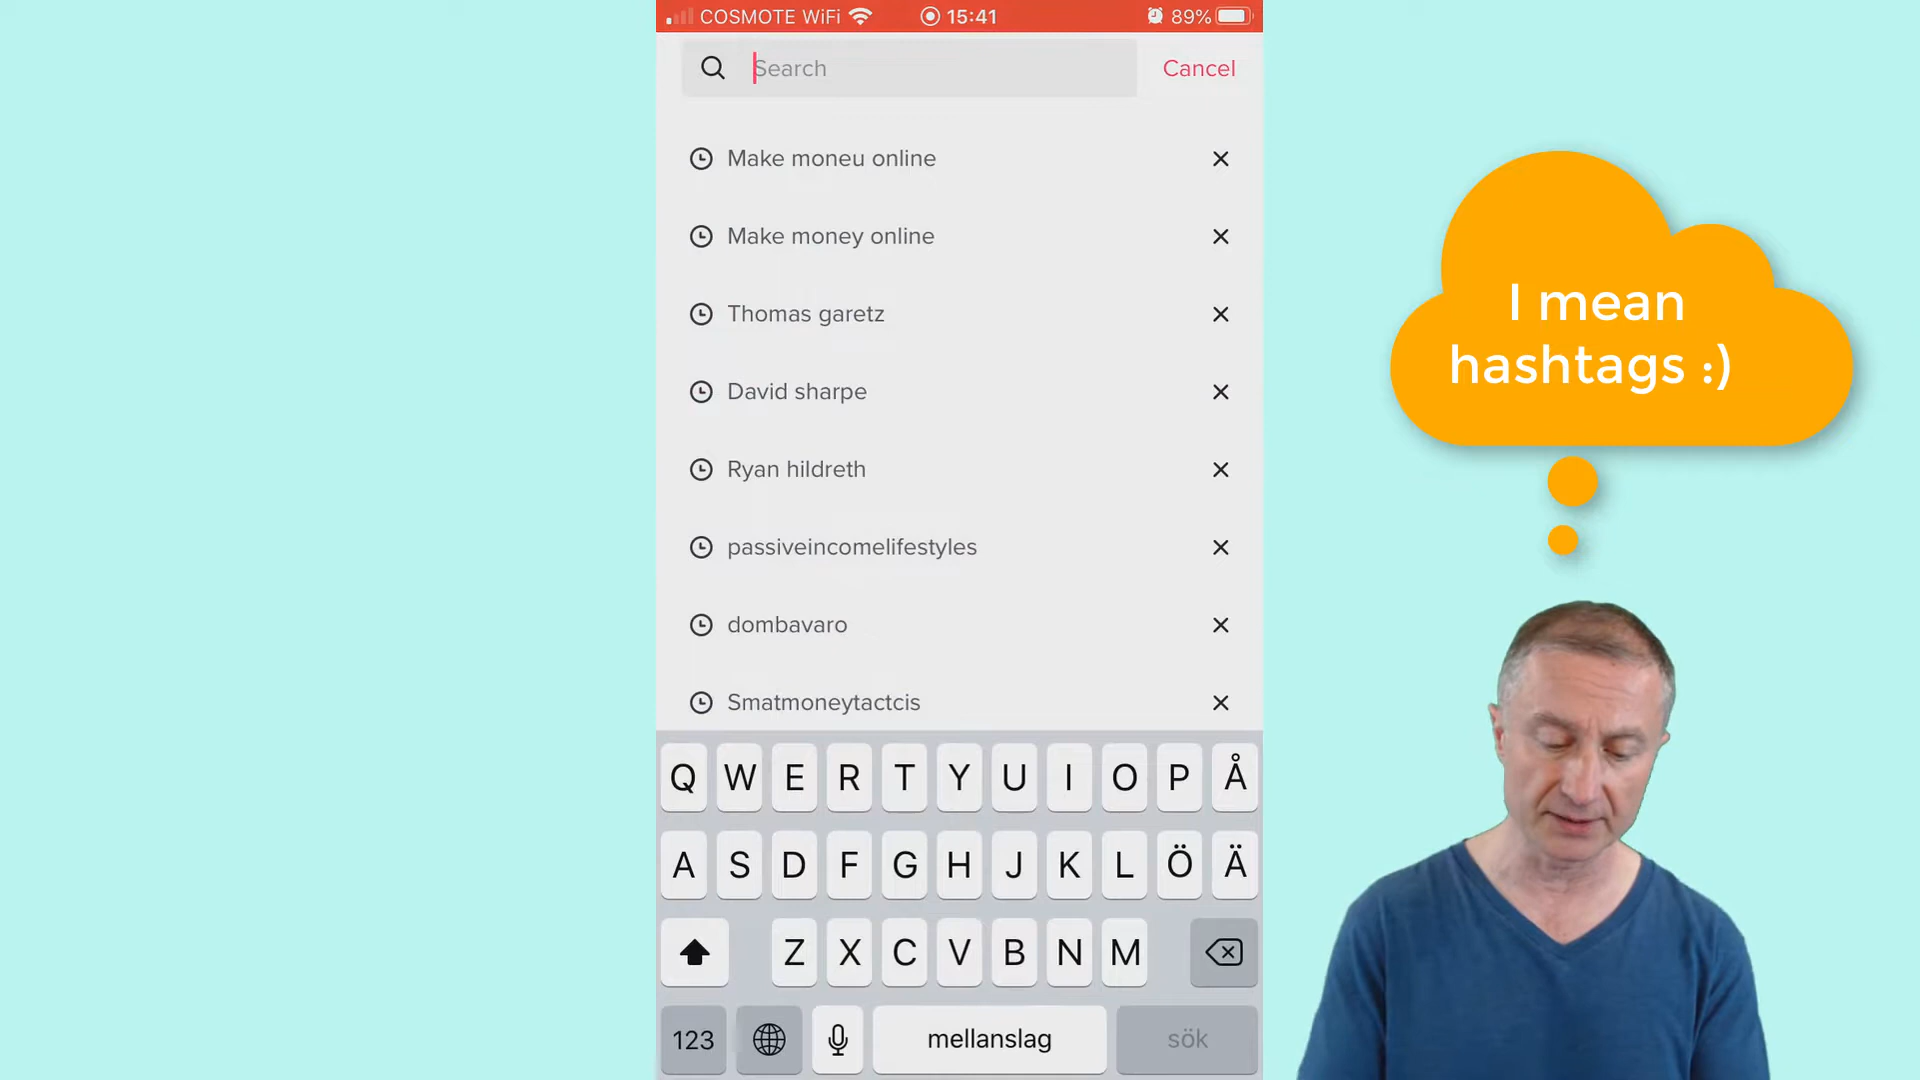 COSMOTE WiFi 15:41 89%
Search Cancel
Make moneu online
Make money online
Thomas garetz
David sharpe
Ryan hildreth
passiveincomelifestyles
dombavaro
Smatmoneytactcis
Q W E R T Y U I O P Å
A S D F G H J K L Ö Ä
Z X C V B N M
123 mellanslag sök
I mean
hashtags :)